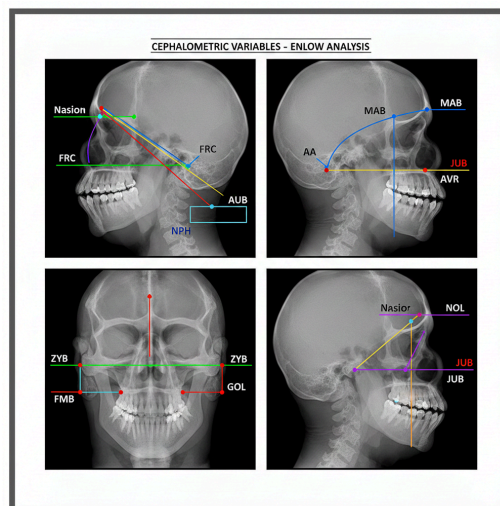 CEPHALOMETRIC VARIABLES - ENLOW ANALYSIS
Nasion
FRC
FRC
AUB
NPH
MAB
MAB
AA
JUB
AVR
ZYB
ZYB
FMB
GOL
Nasior
NOL
JUB
JUB